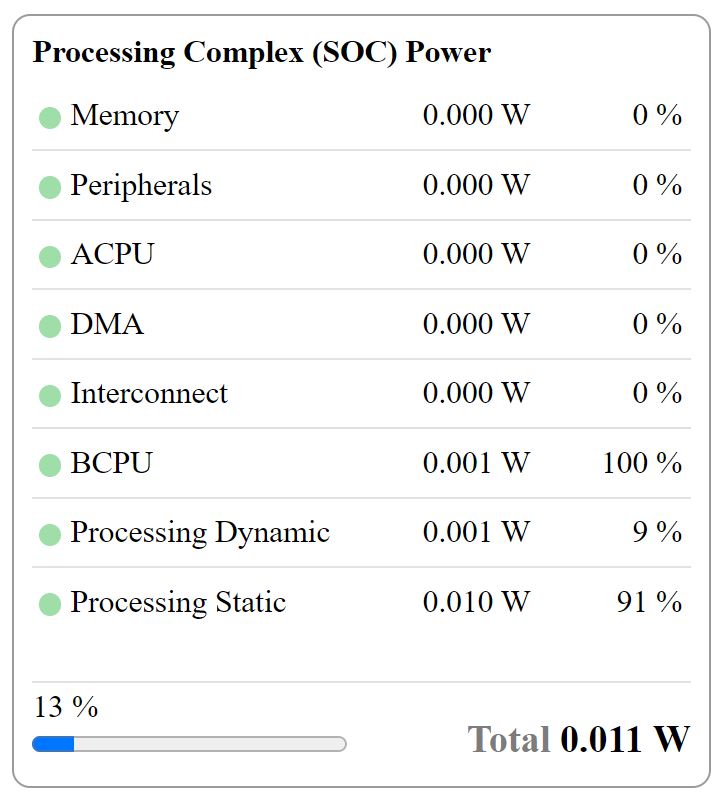 Processing Complex (SOC) Power
Memory 0.000 W 0 %
Peripherals 0.000 W 0 %
ACPU 0.000 W 0 %
DMA 0.000 W 0 %
Interconnect 0.000 W 0 %
BCPU 0.001 W 100 %
Processing Dynamic 0.001 W 9 %
Processing Static 0.010 W 91 %
13 %
Total 0.011 W